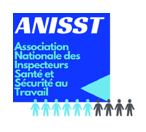 ANISST
Association
Nationale des
Inspecteurs
Santé et
Sécurité au
Travail